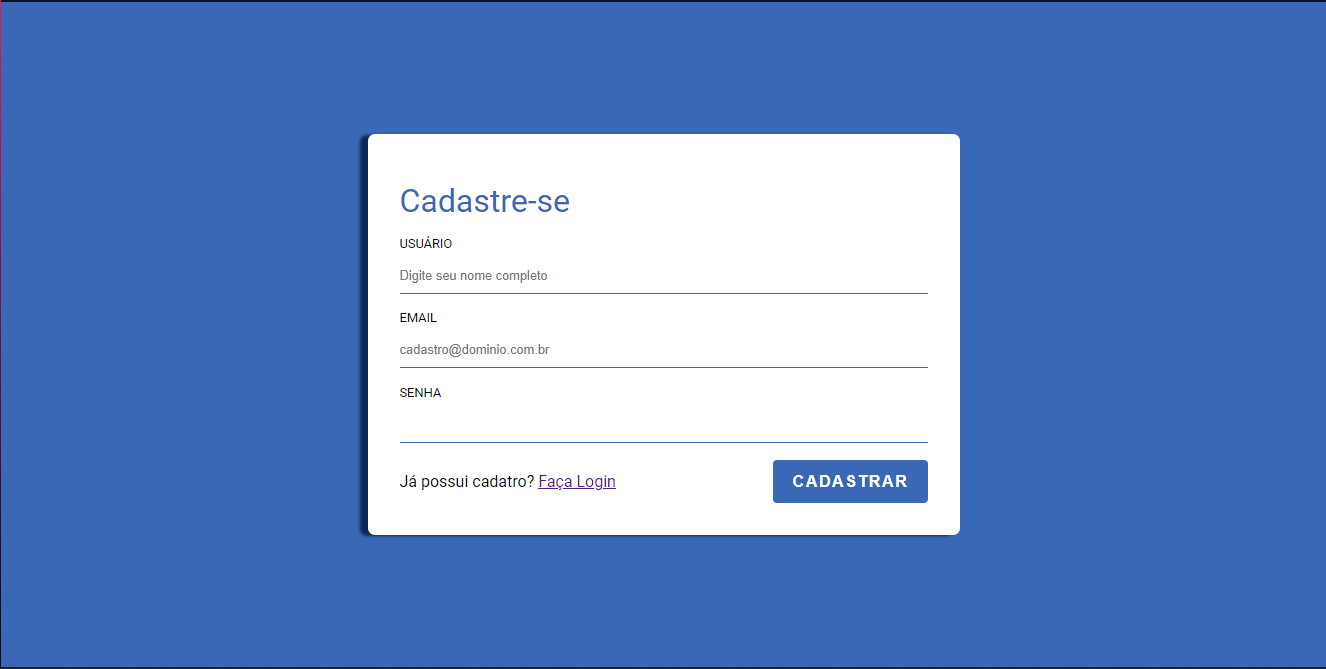 Cadastre-se
USUÁRIO
Digite seu nome completo
EMAIL
cadastro@dominio.com.br
SENHA
Já possui cadatro? Faça Login
CADASTRAR